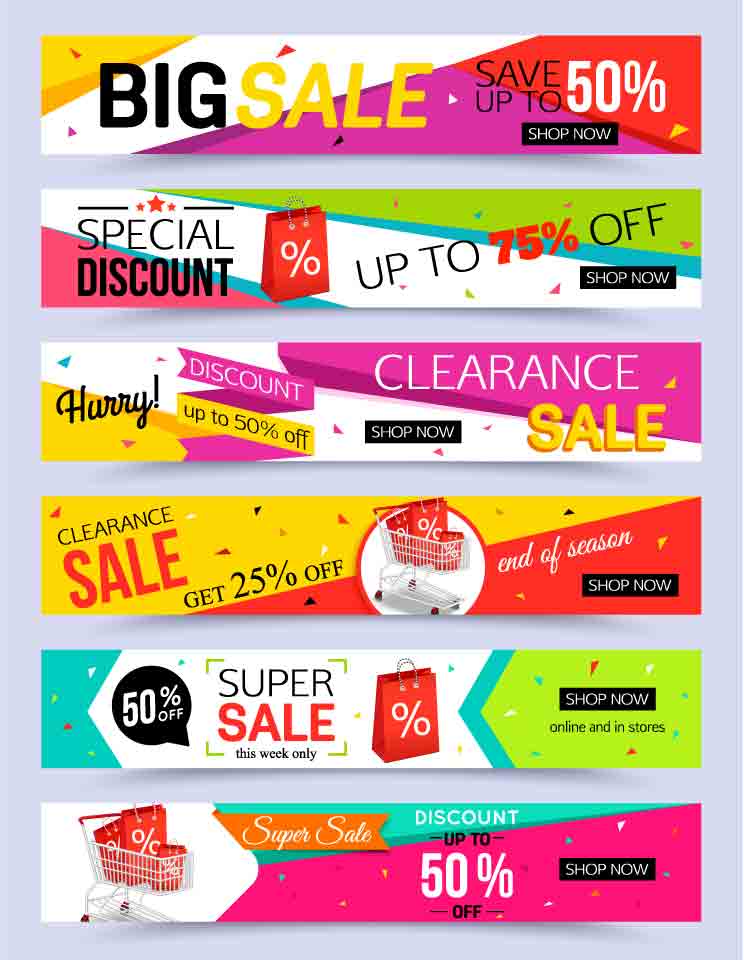 BIG SALE
SAVE
UP TO 50%
SHOP NOW
SPECIAL
DISCOUNT
%
UP TO 75% OFF
SHOP NOW
Hurry!
DISCOUNT
up to 50% off
SHOP NOW
CLEARANCE
SALE
CLEARANCE
SALE
GET 25% OFF
%
%
end of season
SHOP NOW
50%
OFF
SUPER
SALE
this week only
%
SHOP NOW
online and in stores
%
%
Super Sale
DISCOUNT
UP TO
50%
OFF
SHOP NOW